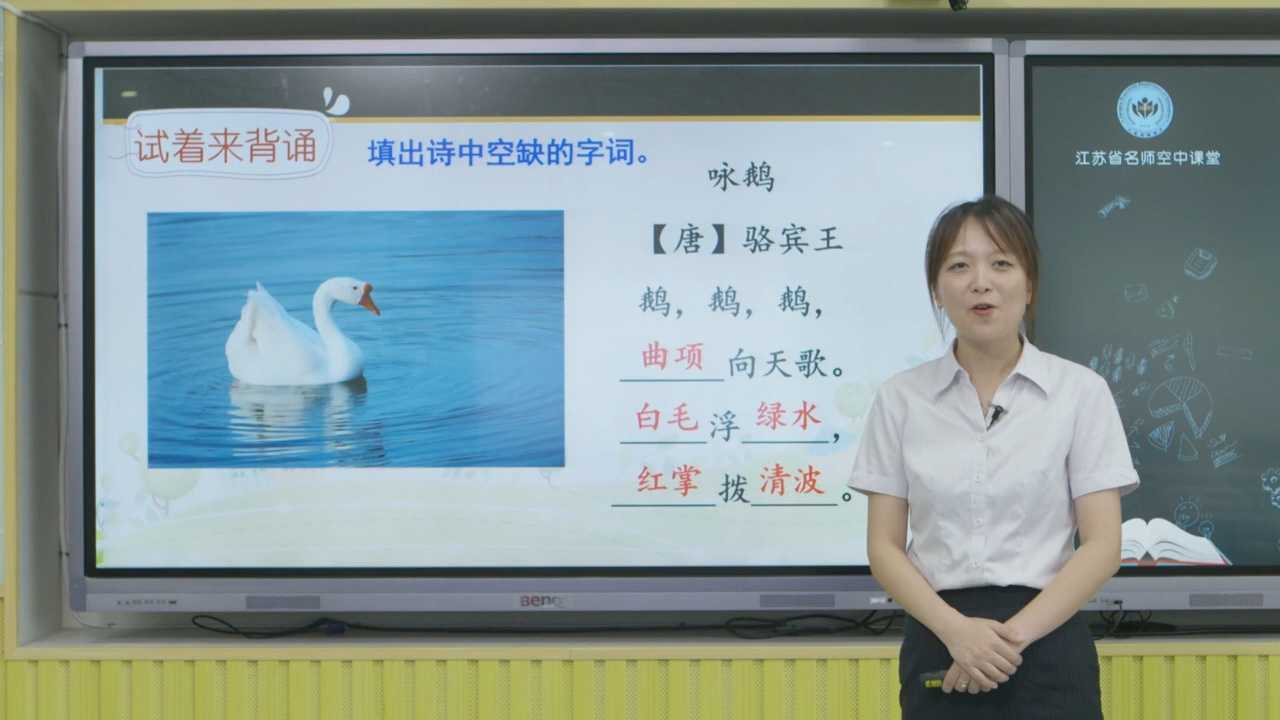 试着来背诵
填出诗中空缺的字词。
咏鹅
【唐】骆宾王
鹅，鹅，鹅，
曲项向天歌。
白毛浮绿水，
红掌拨清波。
江苏省名师空中课堂
BenQ